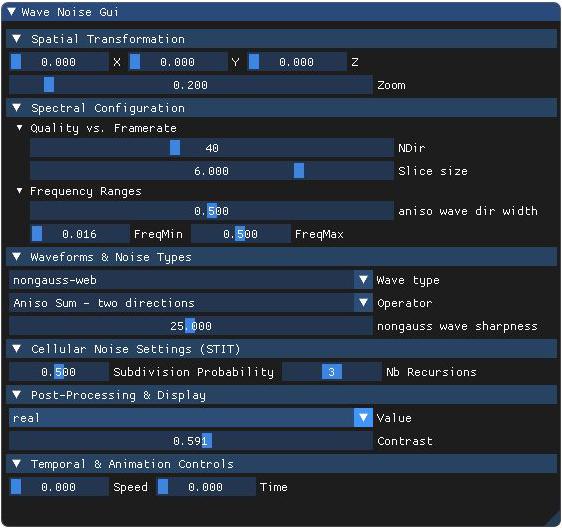 Wave Noise Gui
Spatial Transformation
0.000 X 0.000 Y 0.000 Z
0.200 Zoom
Spectral Configuration
Quality vs. Framerate
40 NDir
6.000 Slice size
Frequency Ranges
0.500 aniso wave dir width
0.016 FreqMin 0.500 FreqMax
Waveforms & Noise Types
nongauss-web Wave type
Aniso Sum - two directions Operator
25.000 nongauss wave sharpness
Cellular Noise Settings (STIT)
0.500 Subdivision Probability 3 Nb Recursions
Post-Processing & Display
real Value
0.591 Contrast
Temporal & Animation Controls
0.000 Speed 0.000 Time